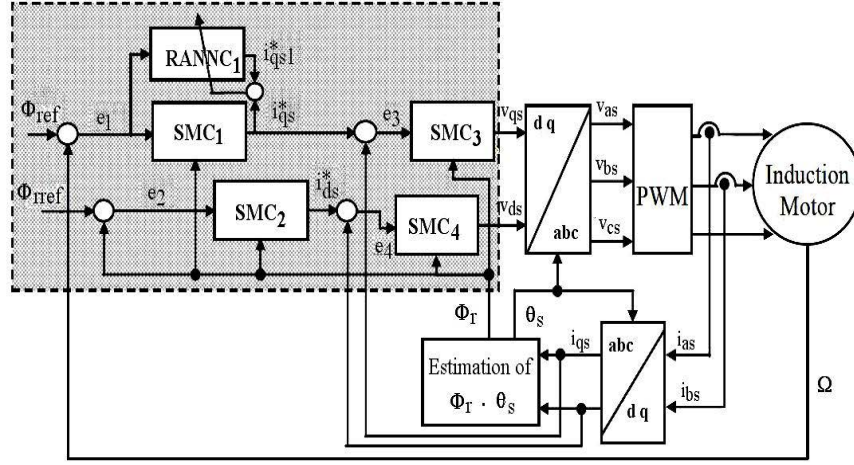 RANNC₁
i*qs1
Φref
e₁
SMC₁
i*qs
e₃
SMC₃
vqs
d q
abc
vas
vbs
vcs
PWM
Induction
Motor
Φrref
e₂
SMC₂
i*ds
e₄
SMC₄
vds
Φr
θs
Estimation of
Φr . θs
iqs
abc
d q
ias
ibs
Ω